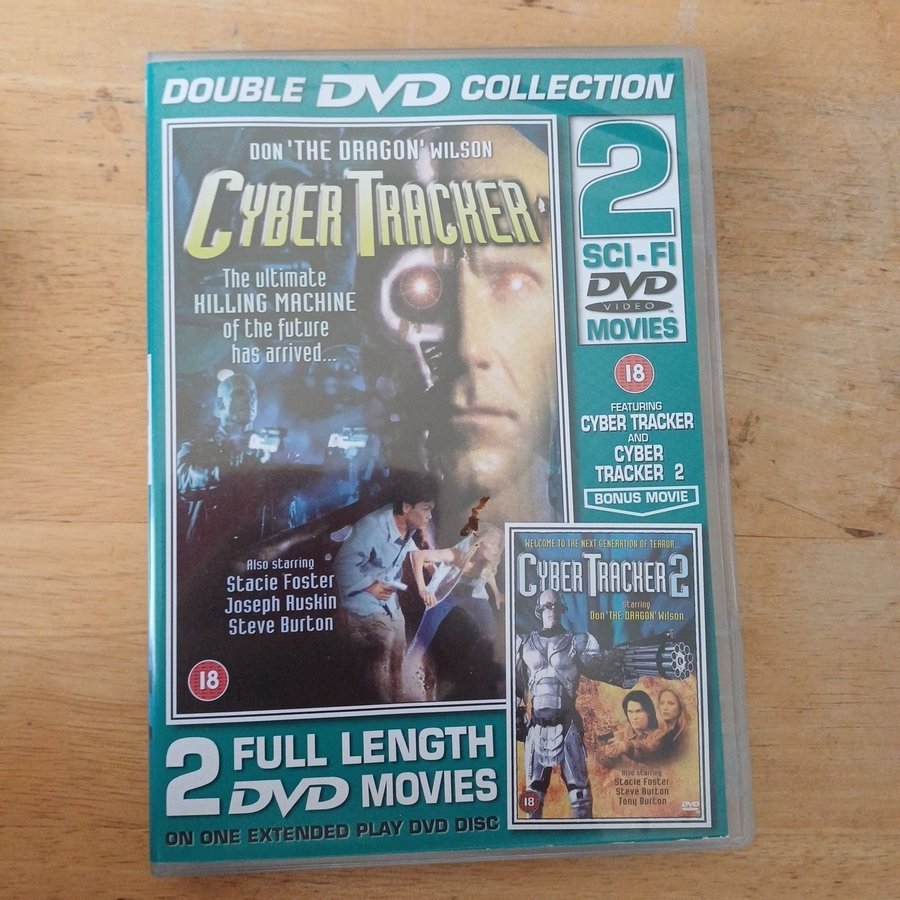 DOUBLE DVD COLLECTION
DON 'THE DRAGON' WILSON
CYBER TRACKER
The ultimate
KILLING MACHINE
of the future
has arrived...
Also starring
Stacie Foster
Joseph Ruskin
Steve Burton
18
2
SCI-FI
DVD
VIDEO
TM
MOVIES
18
FEATURING
CYBER TRACKER
AND
CYBER
TRACKER 2
BONUS MOVIE
WELCOME TO THE NEXT GENERATION OF TERROR...
CYBER TRACKER 2
starring
Don 'THE DRAGON' Wilson
Also starring
Stacie Foster
Steve Burton
Tony Burton
18
DVD
2 FULL LENGTH
DVD MOVIES
ON ONE EXTENDED PLAY DVD DISC